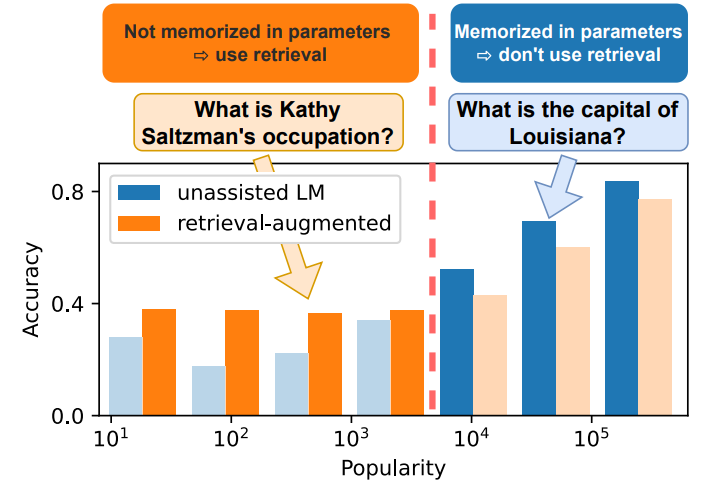 Not memorized in parameters
⇨ use retrieval
Memorized in parameters
⇨ don't use retrieval
What is Kathy
Saltzman's occupation?
What is the capital of
Louisiana?
unassisted LM
retrieval-augmented
Accuracy
0.8
0.4
0.0
10¹
10²
10³
10⁴
10⁵
Popularity